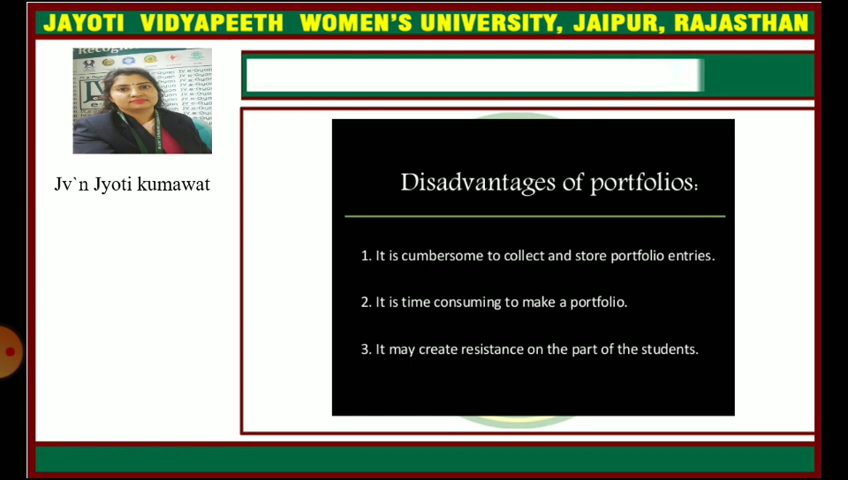 JAYOTI VIDYAPEETH WOMEN'S UNIVERSITY, JAIPUR, RAJASTHAN
Jv`n Jyoti kumawat
Disadvantages of portfolios:
1. It is cumbersome to collect and store portfolio entries.
2. It is time consuming to make a portfolio.
3. It may create resistance on the part of the students.